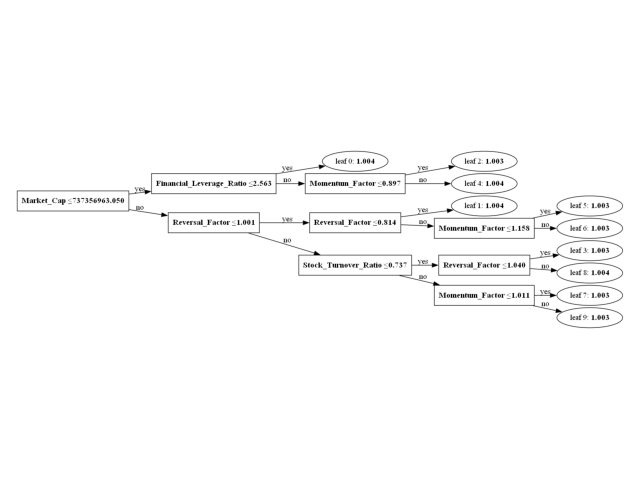 leaf 0: 1.004
yes
leaf 2: 1.003
yes
Financial_Leverage_Ratio ≤2.563
no
Momentum_Factor ≤0.897
no
leaf 4: 1.004
yes
Market_Cap ≤737356963.050
no
leaf 1: 1.004
leaf 5: 1.003
yes
yes
Reversal_Factor ≤1.001
yes
Reversal_Factor ≤0.814
no
Momentum_Factor ≤1.158
no
leaf 6: 1.003
no
leaf 3: 1.003
yes
Stock_Turnover_Ratio ≤0.737
yes
Reversal_Factor ≤1.040
no
leaf 8: 1.004
no
Momentum_Factor ≤1.011
yes
leaf 7: 1.003
no
leaf 9: 1.003